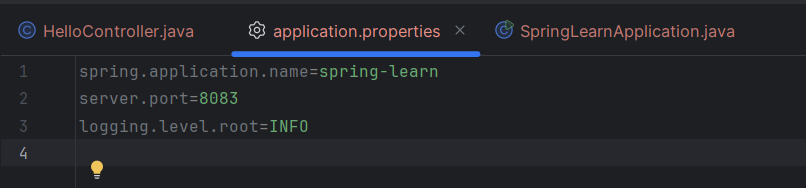 HelloController.java application.properties SpringLearnApplication.java
1 spring.application.name=spring-learn
2 server.port=8083
3 logging.level.root=INFO
4